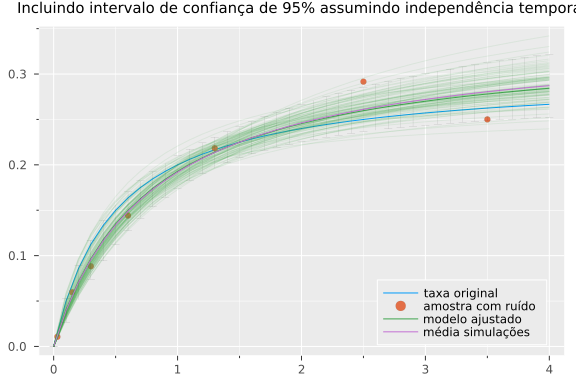 Incluindo intervalo de confiança de 95% assumindo independência tempora
0.3
0.2
0.1
0.0
0
1
2
3
4
taxa original
amostra com ruído
modelo ajustado
média simulações